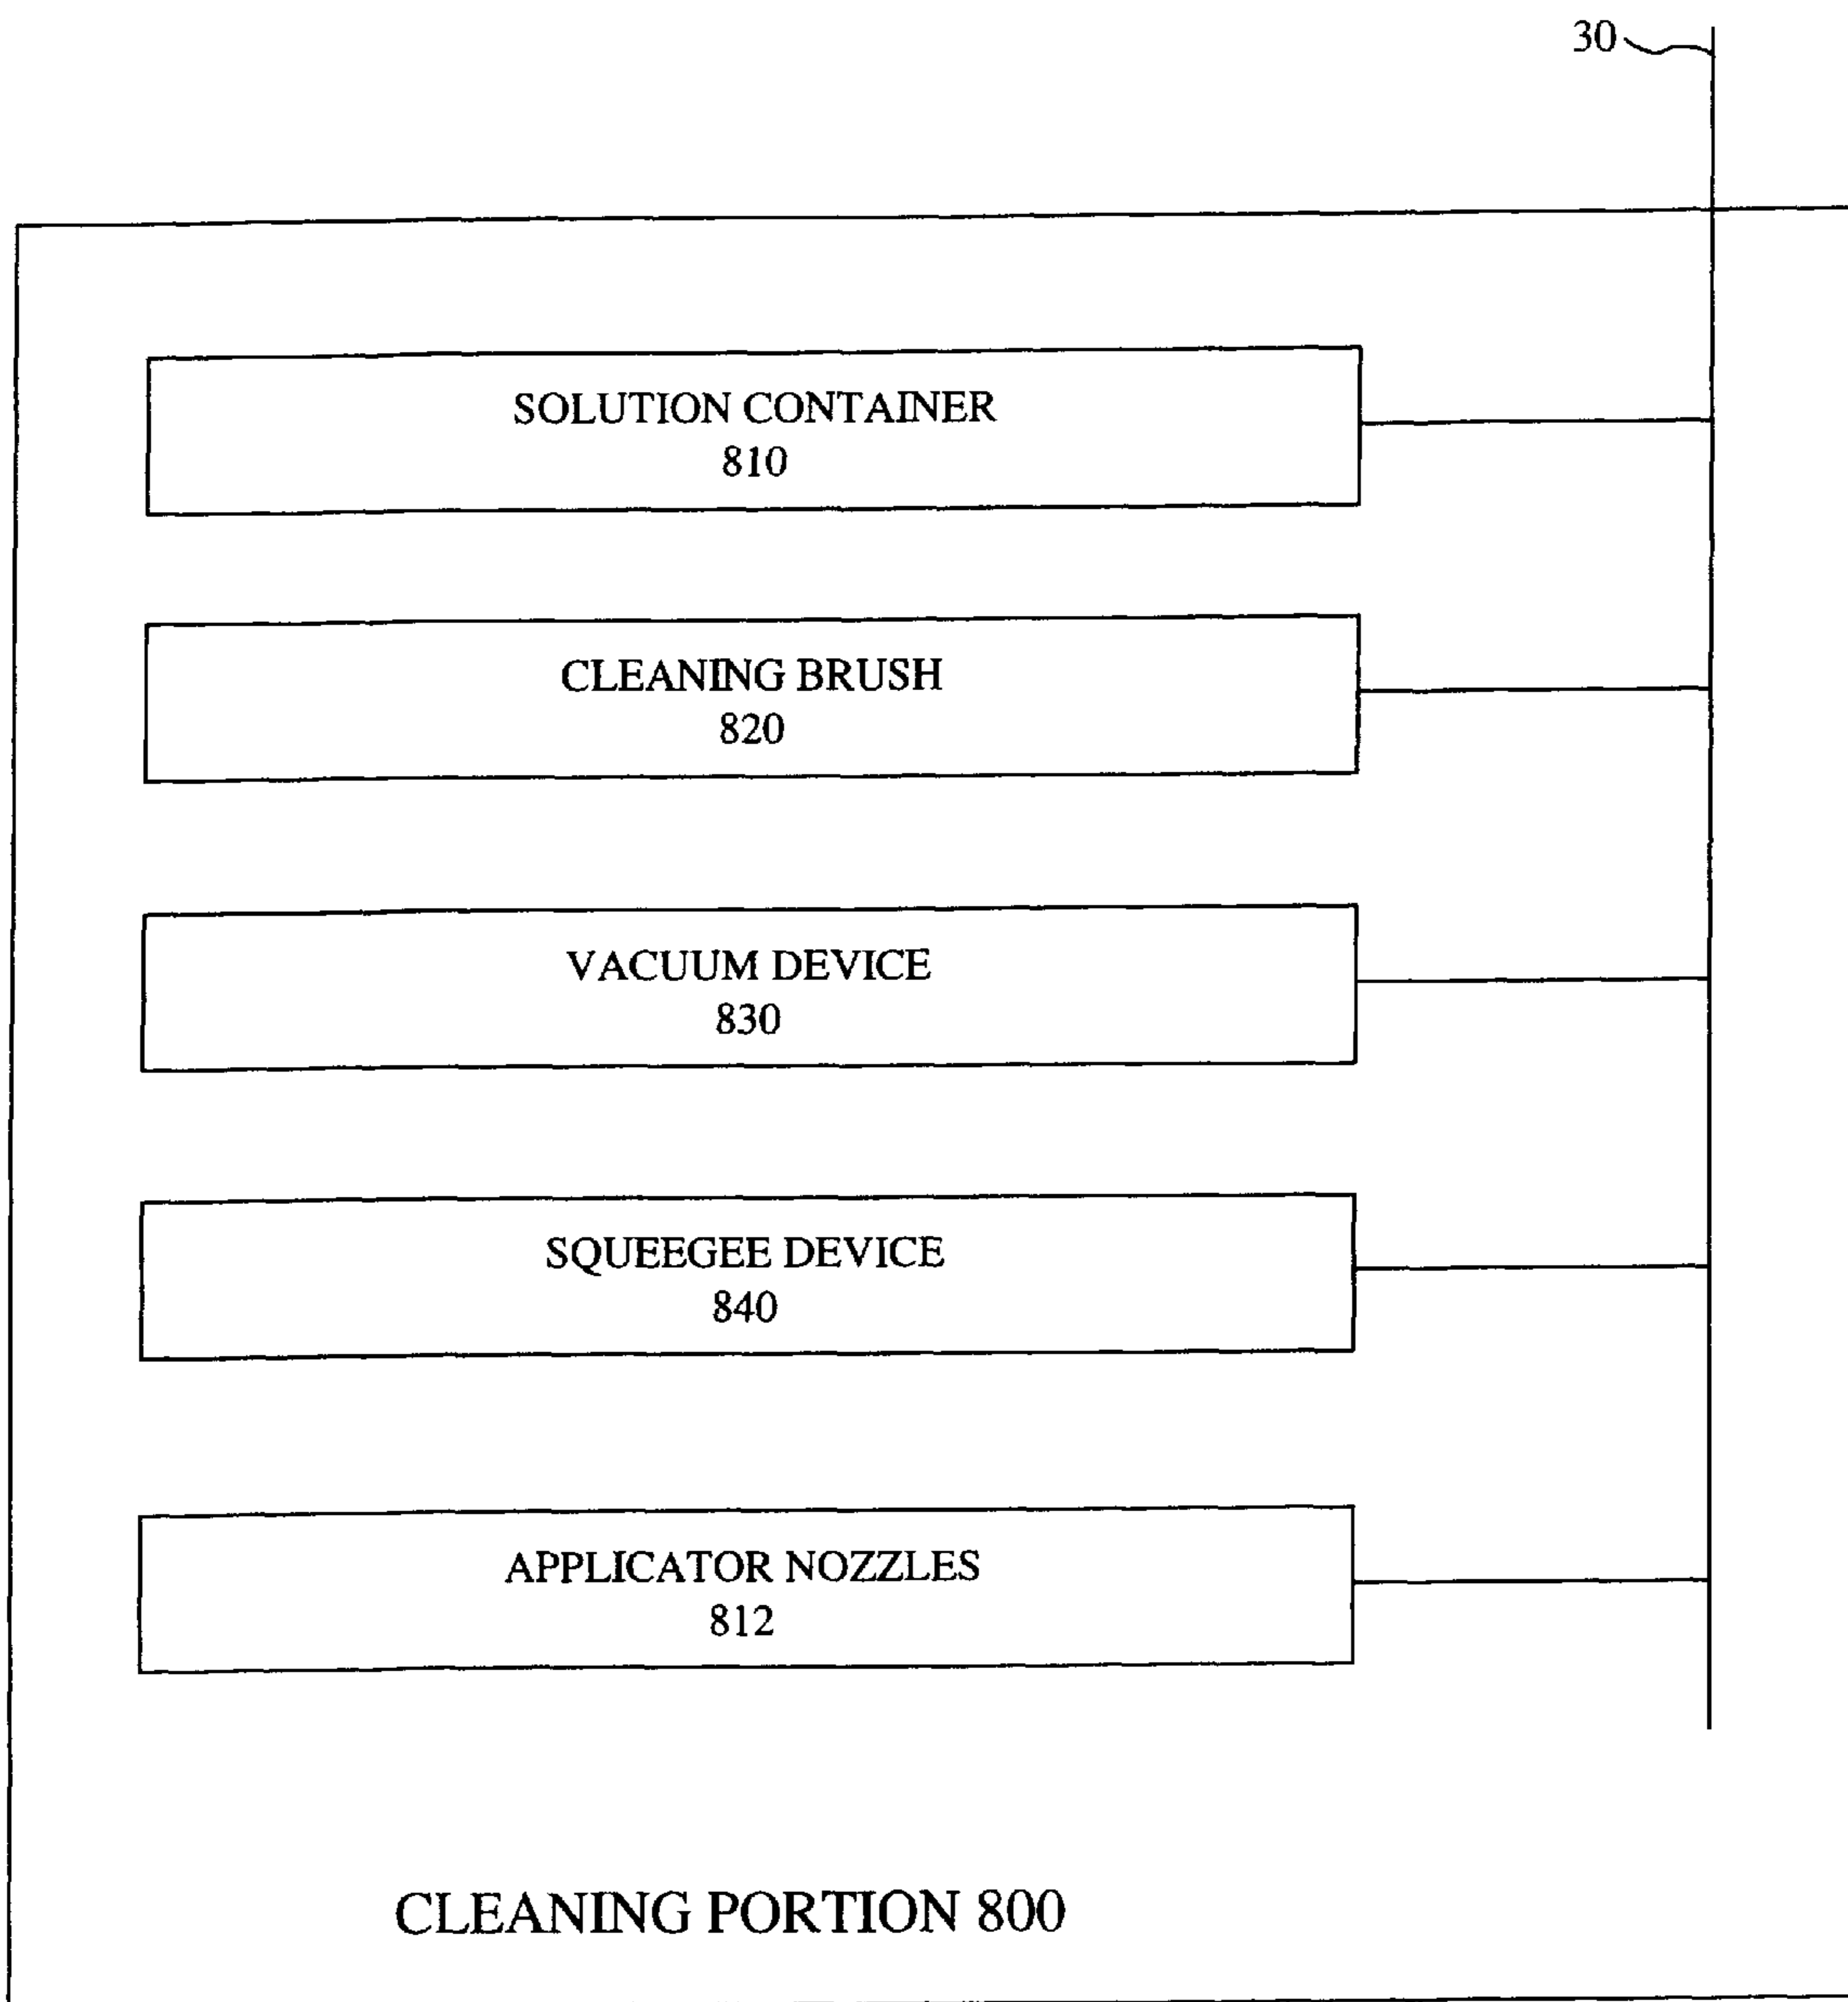 30
SOLUTION CONTAINER
810
CLEANING BRUSH
820
VACUUM DEVICE
830
SQUEEGEE DEVICE
840
APPLICATOR NOZZLES
812
CLEANING PORTION 800